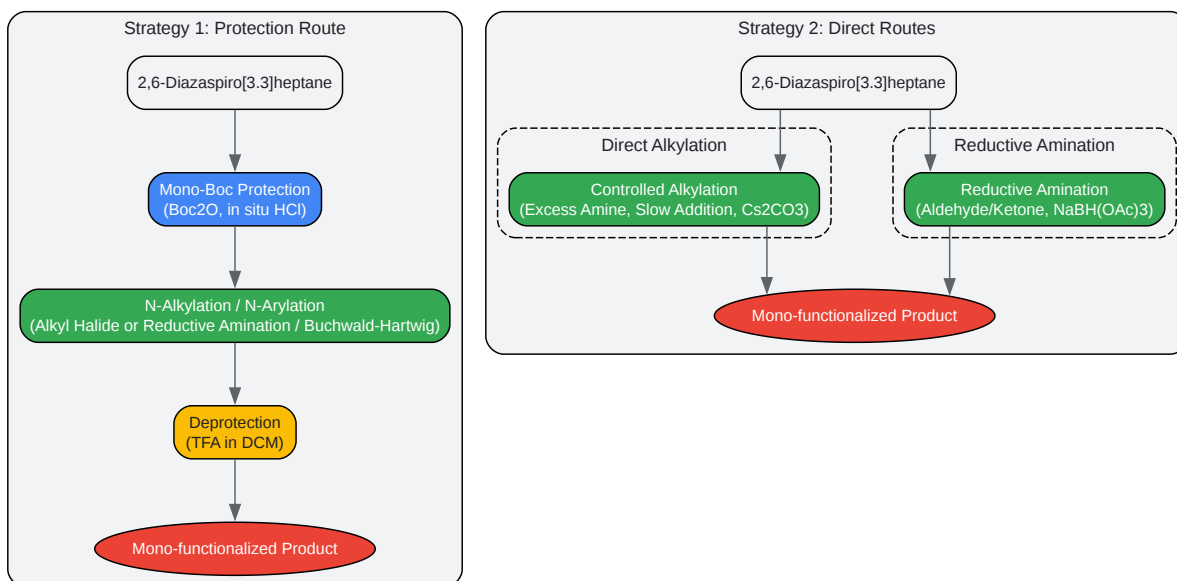 Strategy 1: Protection Route
2,6-Diazaspiro[3.3]heptane
Mono-Boc Protection
(Boc2O, in situ HCl)
N-Alkylation / N-Arylation
(Alkyl Halide or Reductive Amination / Buchwald-Hartwig)
Deprotection
(TFA in DCM)
Mono-functionalized Product
Strategy 2: Direct Routes
2,6-Diazaspiro[3.3]heptane
Direct Alkylation
Controlled Alkylation
(Excess Amine, Slow Addition, Cs2CO3)
Reductive Amination
Reductive Amination
(Aldehyde/Ketone, NaBH(OAc)3)
Mono-functionalized Product